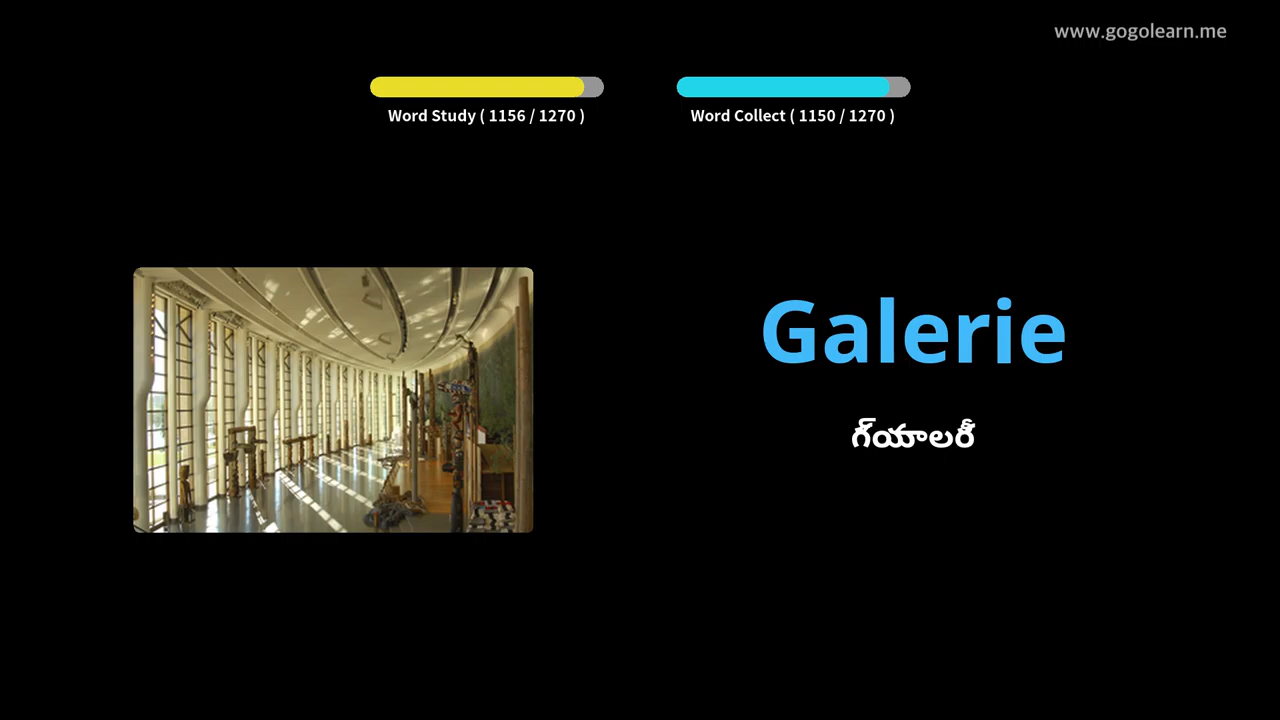 www.gogolearn.me
Word Study ( 1156 / 1270 )
Word Collect ( 1150 / 1270 )
Galerie
గ్యాలరీ